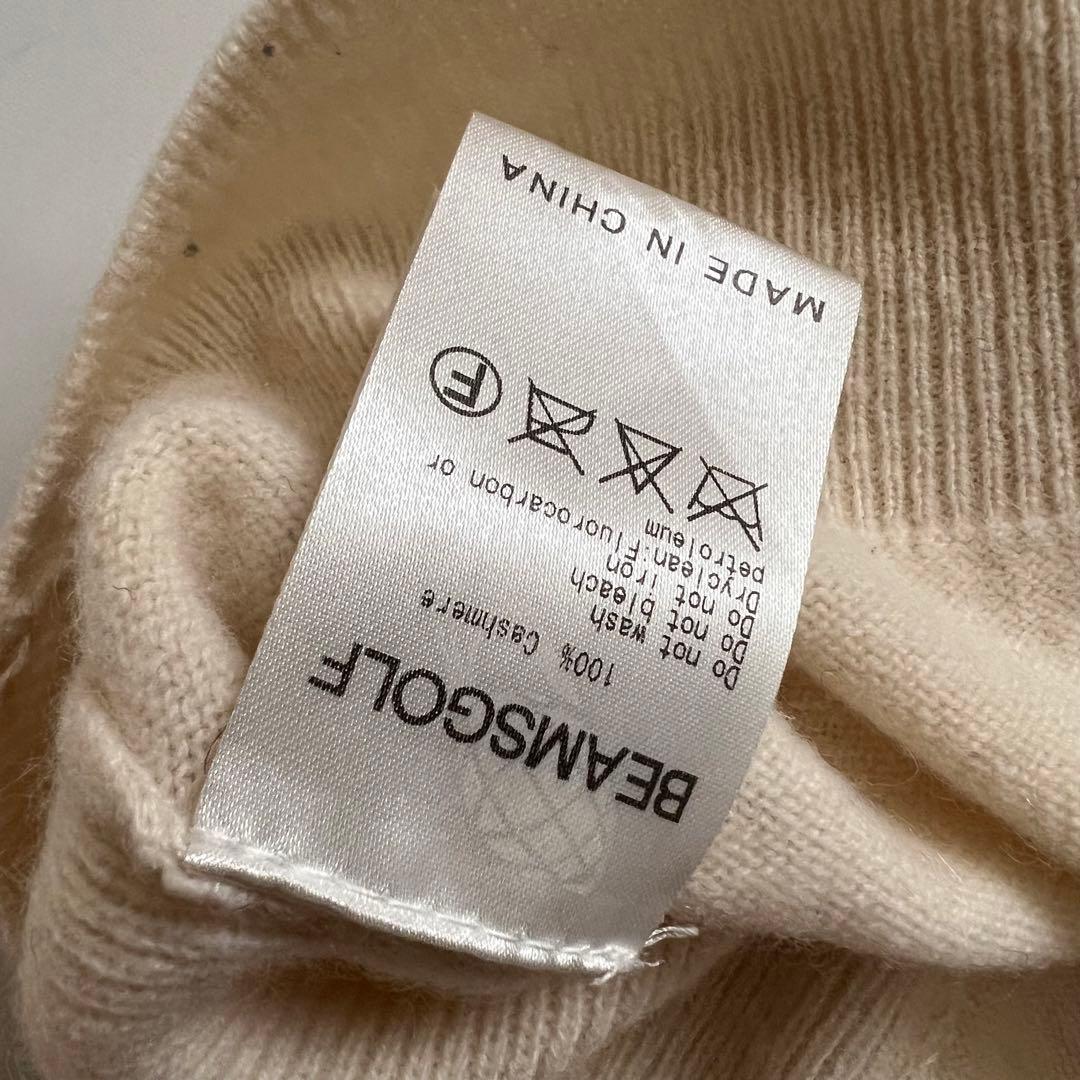 BEAMSGOLF
100% Cashmere
Do not wash
Do not bleach
Do not iron
Dryclean:Fluorocarbon or
petroleum
F
MADE IN CHINA